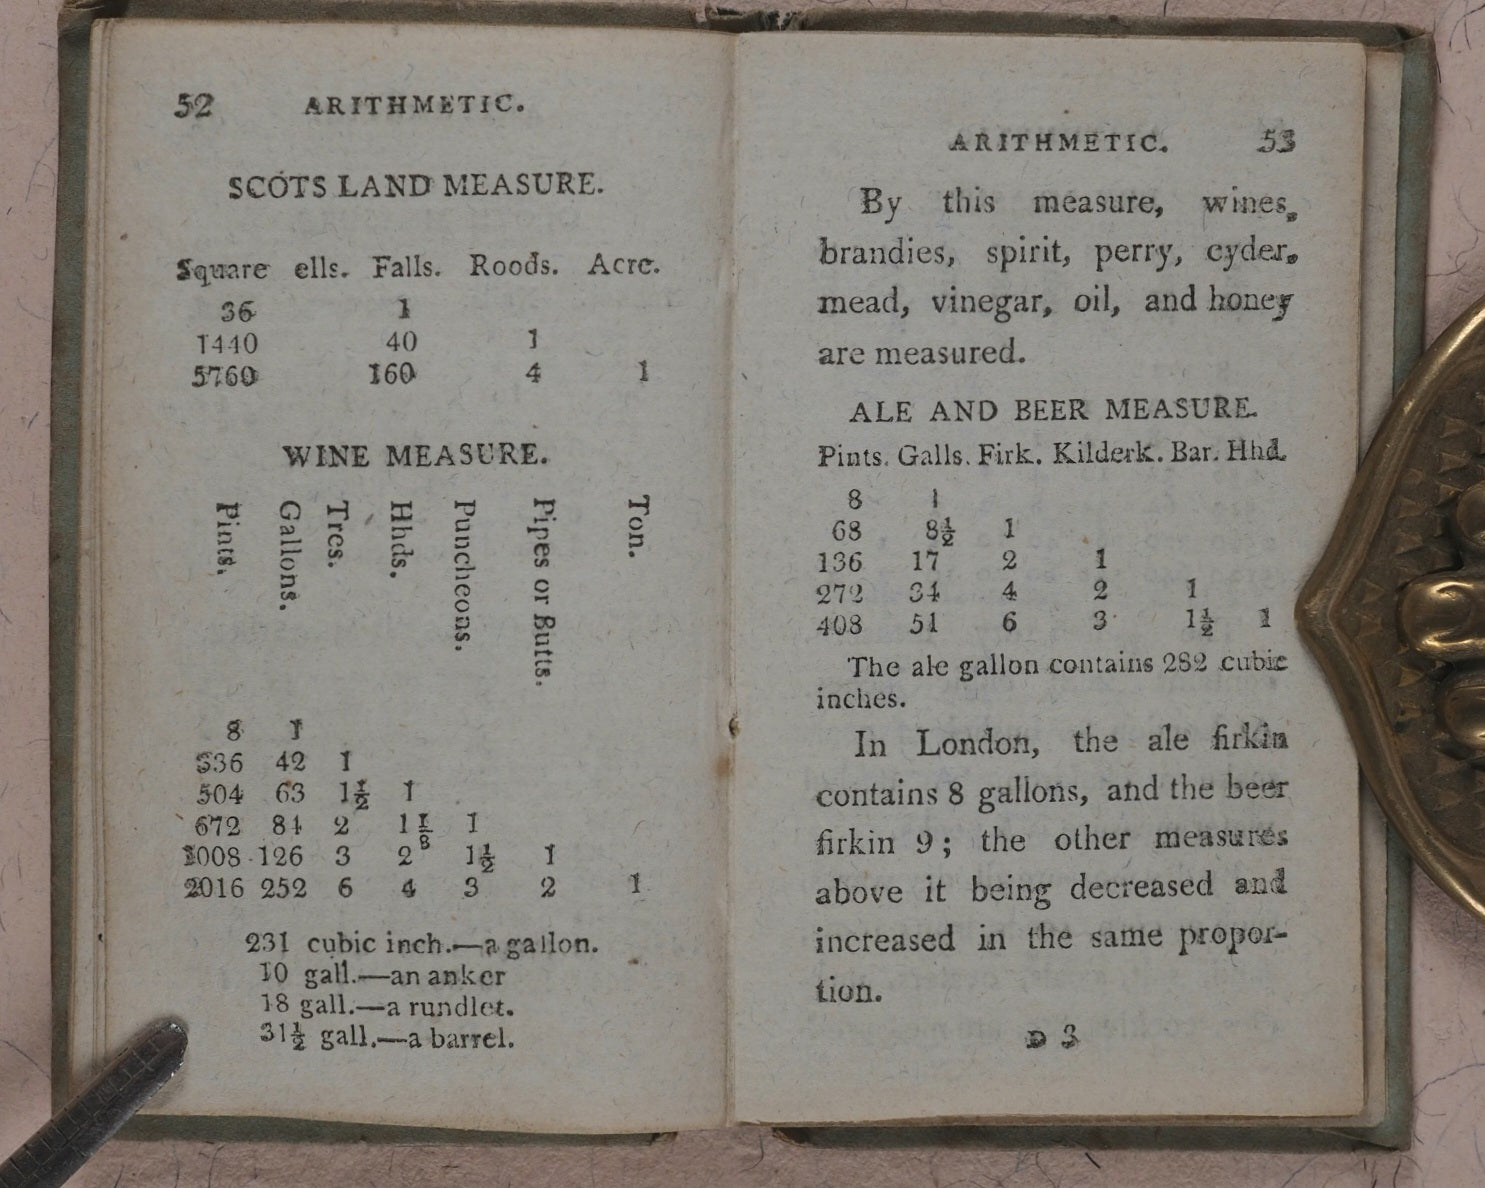 52 ARITHMETIC.
SCOTS LAND MEASURE.
Square ells. Falls. Roods. Acre.
36 1
1440 40 1
5760 160 4 1
WINE MEASURE.
Pints. Gallons. Tres. Hhds. Puncheons. Pipes or Butts. Ton.
8 1
336 42 1
504 63 1½ 1
672 84 2 1⅓ 1
1008 126 3 2 1½ 1
2016 252 6 4 3 2 1
231 cubic inch.—a gallon.
10 gall.—an anker
18 gall.—a rundlet.
31½ gall.—a barrel.
ARITHMETIC. 53
By this measure, wines,
brandies, spirit, perry, cyder,
mead, vinegar, oil, and honey
are measured.
ALE AND BEER MEASURE.
Pints. Galls. Firk. Kilderk. Bar. Hhd.
8 1
68 8½ 1
136 17 2 1
272 34 4 2 1
408 51 6 3 1½ 1
The ale gallon contains 282 cubic
inches.
In London, the ale firkin
contains 8 gallons, and the beer
firkin 9; the other measures
above it being decreased and
increased in the same propor-
tion.
D 3